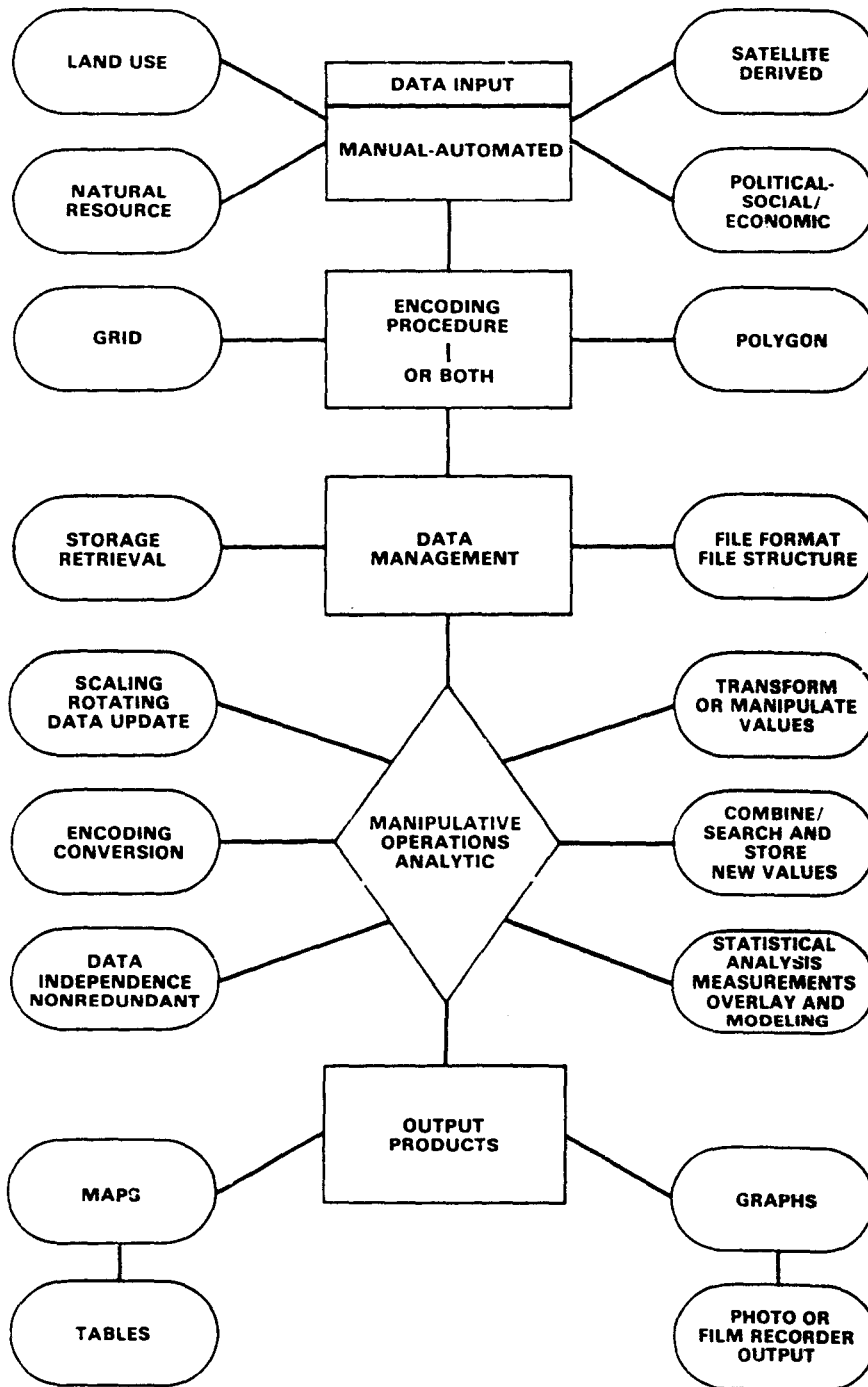 LAND USE
DATA INPUT
MANUAL-AUTOMATED
SATELLITE
DERIVED
NATURAL
RESOURCE
POLITICAL-
SOCIAL/
ECONOMIC
GRID
ENCODING
PROCEDURE
OR BOTH
POLYGON
STORAGE
RETRIEVAL
DATA
MANAGEMENT
FILE FORMAT
FILE STRUCTURE
SCALING
ROTATING
DATA UPDATE
TRANSFORM
OR MANIPULATE
VALUES
ENCODING
CONVERSION
MANIPULATIVE
OPERATIONS
ANALYTIC
COMBINE/
SEARCH AND
STORE
NEW VALUES
DATA
INDEPENDENCE
NONREDUNDANT
STATISTICAL
ANALYSIS
MEASUREMENTS
OVERLAY AND
MODELING
OUTPUT
PRODUCTS
MAPS
GRAPHS
TABLES
PHOTO OR
FILM RECORDER
OUTPUT